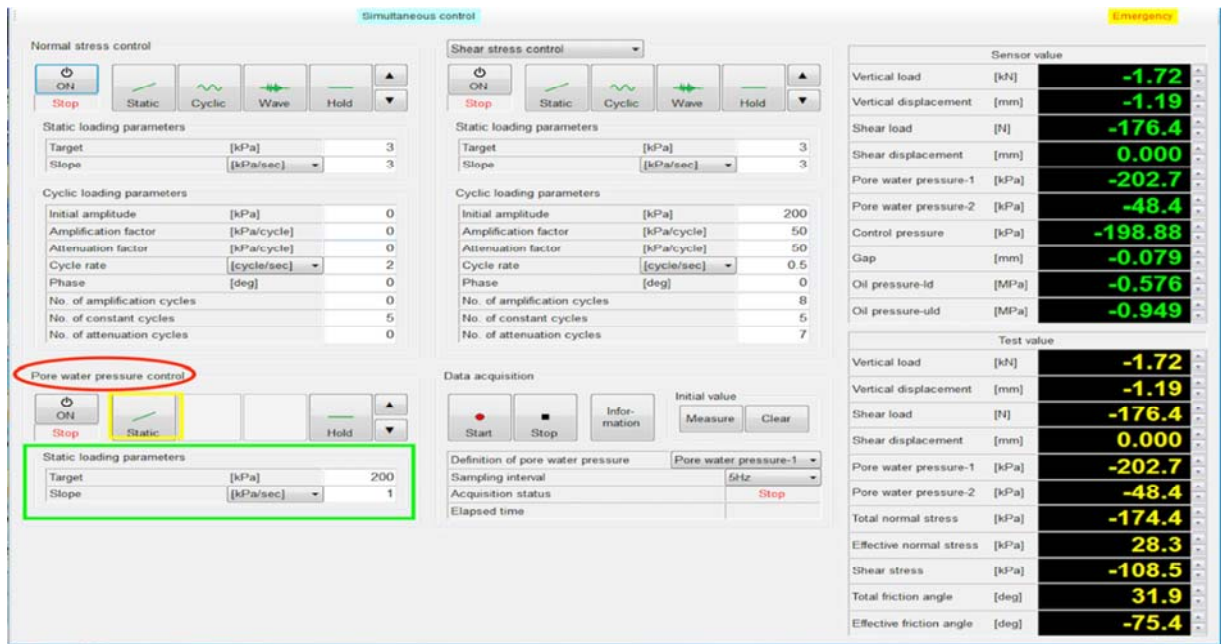 Simultaneous control
Emergency
Normal stress control
ON
Stop
Static
Cyclic
Wave
Hold
▲
▼
Static loading parameters
Target [kPa] 3
Slope [kPa/sec] 3
Cyclic loading parameters
Initial amplitude [kPa] 0
Amplification factor [kPa/cycle] 0
Attenuation factor [kPa/cycle] 0
Cycle rate [cycle/sec] 2
Phase [deg] 0
No. of amplification cycles 0
No. of constant cycles 5
No. of attenuation cycles 0
Shear stress control
ON
Stop
Static
Cyclic
Wave
Hold
▲
▼
Static loading parameters
Target [kPa] 3
Slope [kPa/sec] 3
Cyclic loading parameters
Initial amplitude [kPa] 200
Amplification factor [kPa/cycle] 50
Attenuation factor [kPa/cycle] 50
Cycle rate [cycle/sec] 0.5
Phase [deg] 0
No. of amplification cycles 8
No. of constant cycles 5
No. of attenuation cycles 7
Pore water pressure control
ON
Stop
Static
Hold
▲
▼
Static loading parameters
Target [kPa] 200
Slope [kPa/sec] 1
Data acquisition
Start
Stop
Infor-
mation
Initial value
Measure
Clear
Definition of pore water pressure Pore water pressure-1
Sampling interval 5Hz
Acquisition status Stop
Elapsed time
Sensor value
Vertical load [kN] -1.72
Vertical displacement [mm] -1.19
Shear load [N] -176.4
Shear displacement [mm] 0.000
Pore water pressure-1 [kPa] -202.7
Pore water pressure-2 [kPa] -48.4
Control pressure [kPa] -198.88
Gap [mm] -0.079
Oil pressure-ld [MPa] -0.576
Oil pressure-uld [MPa] -0.949
Test value
Vertical load [kN] -1.72
Vertical displacement [mm] -1.19
Shear load [N] -176.4
Shear displacement [mm] 0.000
Pore water pressure-1 [kPa] -202.7
Pore water pressure-2 [kPa] -48.4
Total normal stress [kPa] -174.4
Effective normal stress [kPa] 28.3
Shear stress [kPa] -108.5
Total friction angle [deg] 31.9
Effective friction angle [deg] -75.4